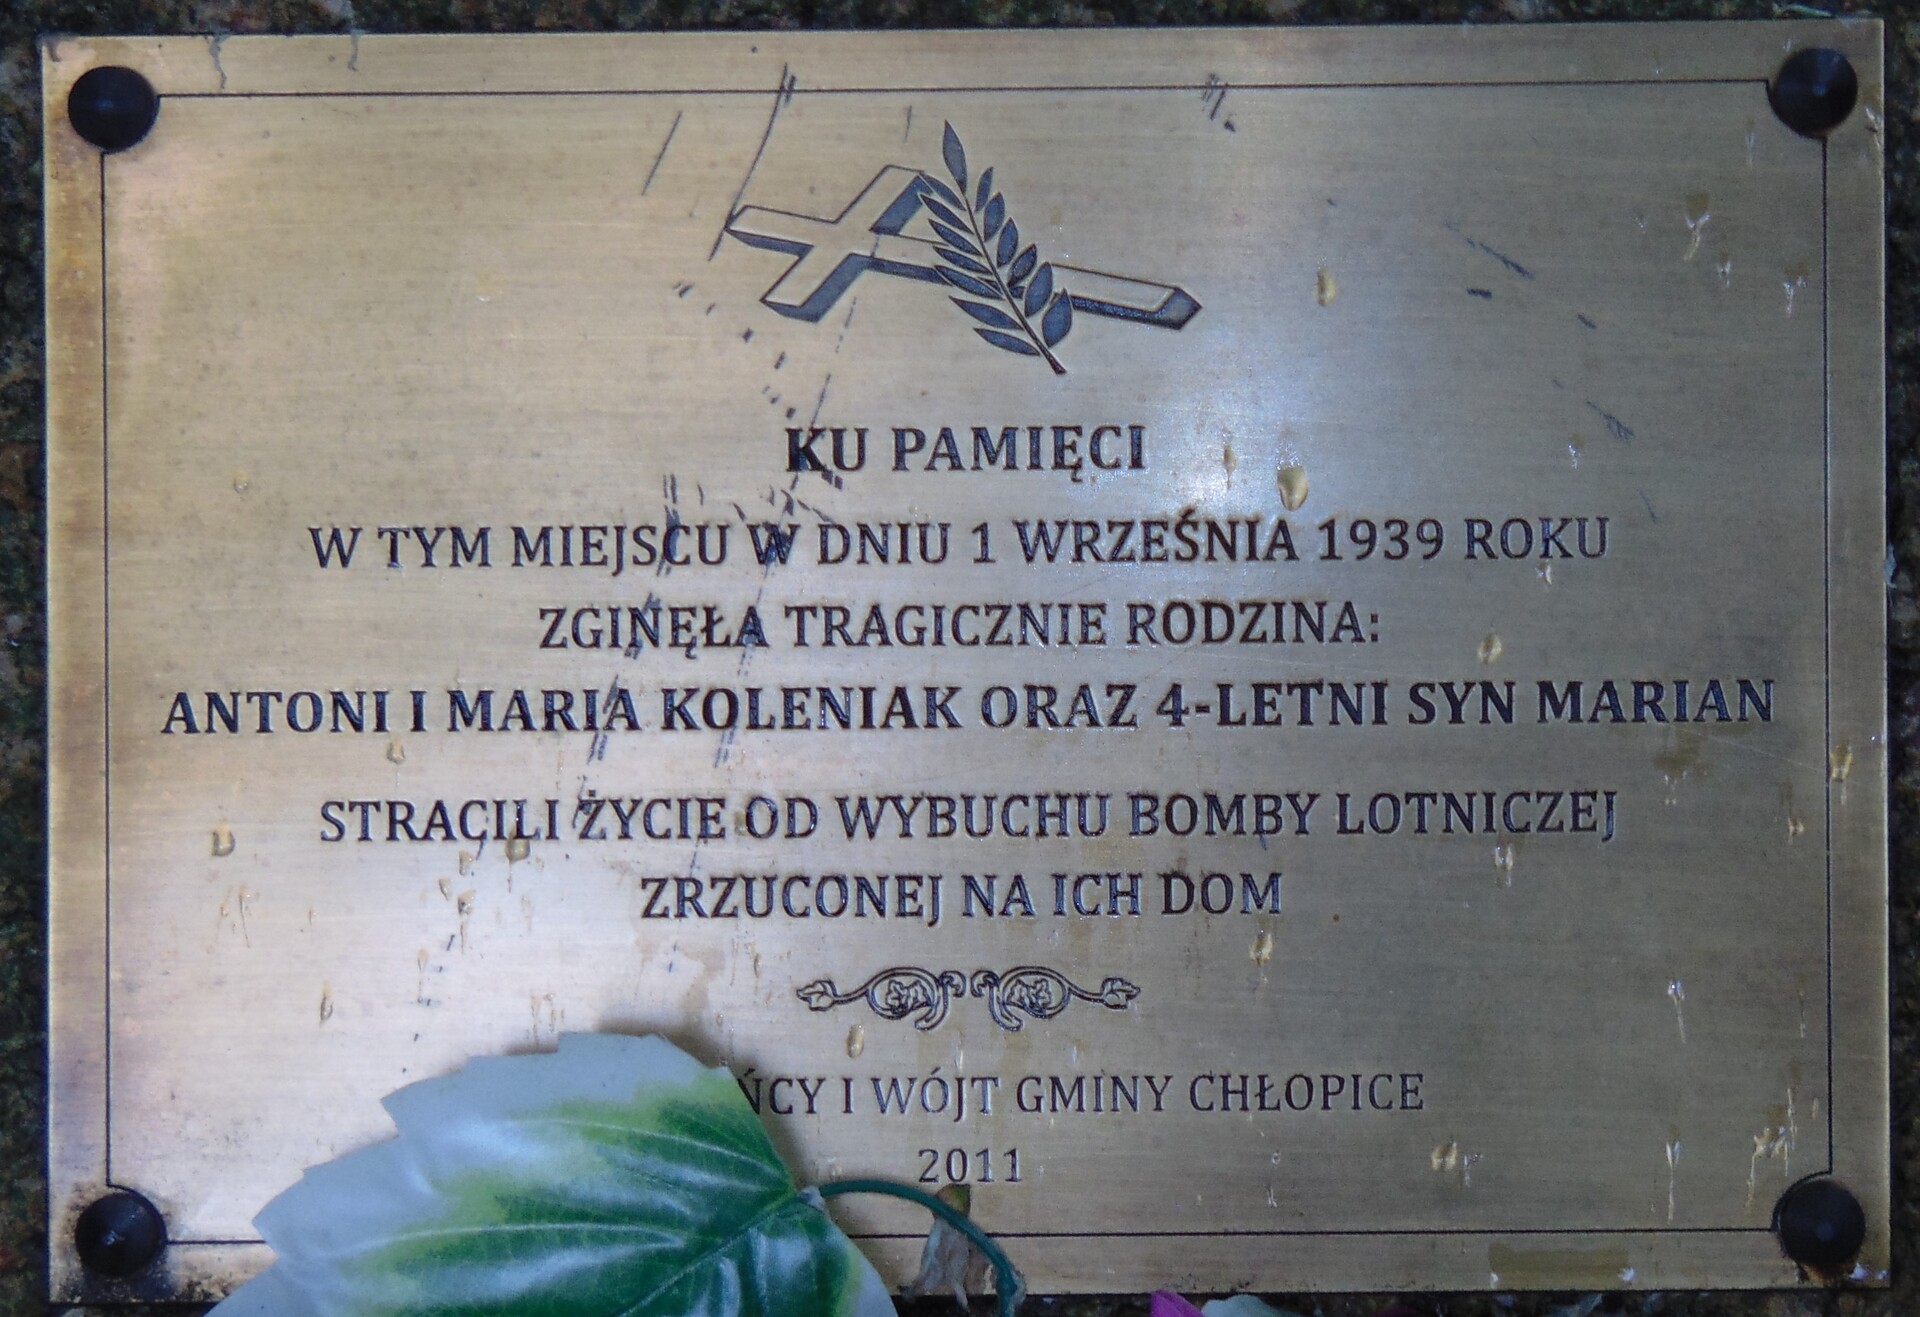 KU PAMIĘCI
W TYM MIEJSCU W DNIU 1 WRZEŚNIA 1939 ROKU
ZGINĘŁA TRAGICZNIE RODZINA:
ANTONI I MARIA KOLENIAK ORAZ 4-LETNI SYN MARIAN
STRACILI ŻYCIE OD WYBUCHU BOMBY LOTNICZEJ
ZRZUCONEJ NA ICH DOM
I WÓJT GMINY CHŁOPICE
2011